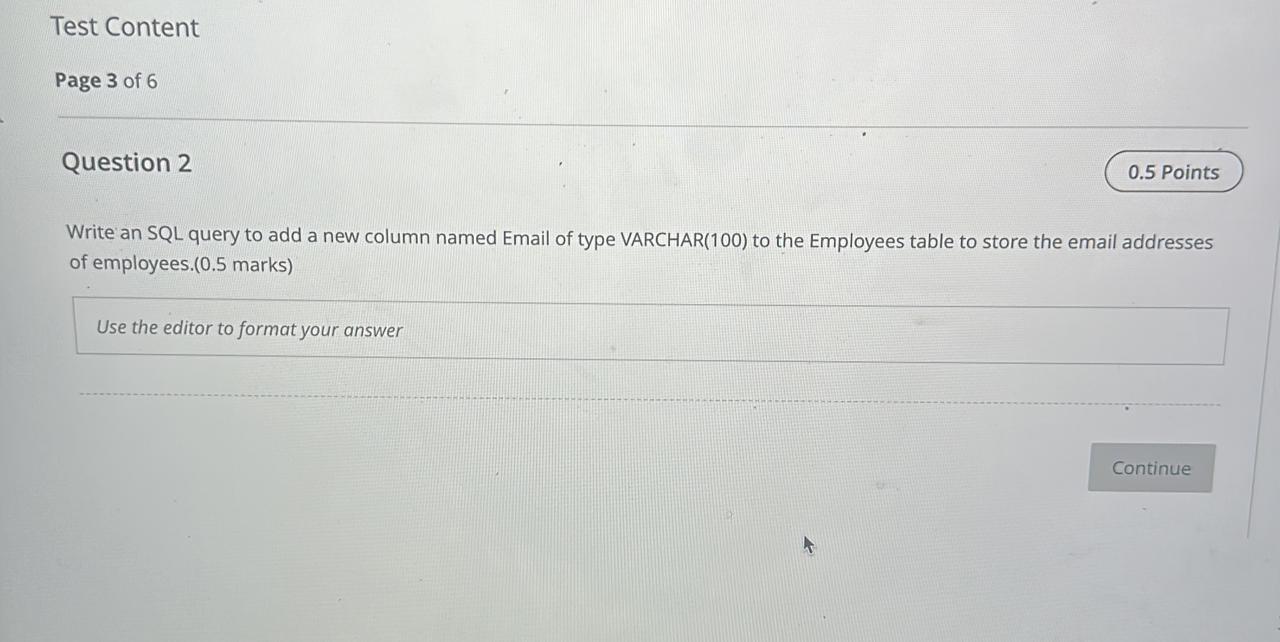 Test Content
Page 3 of 6
Question 2
0.5 Points
Write an SQL query to add a new column named Email of type VARCHAR(100) to the Employees table to store the email addresses
of employees.(0.5 marks)
Use the editor to format your answer
Continue